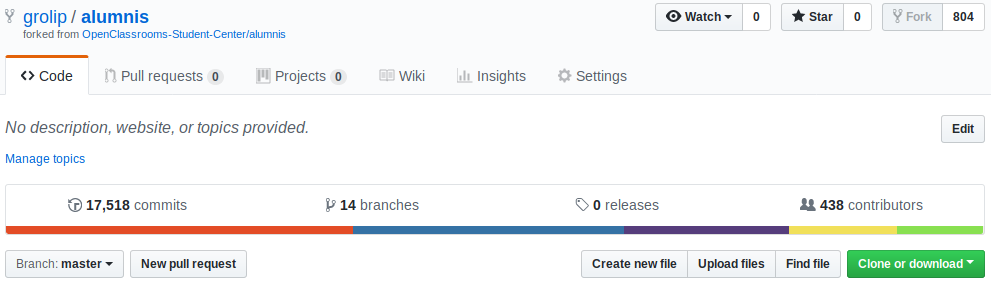 grolip / alumnis
Watch 0 Star 0 Fork 804
forked from OpenClassrooms-Student-Center/alumnis
Code Pull requests 0 Projects 0 Wiki Insights Settings
No description, website, or topics provided.
Edit
Manage topics
17,518 commits 14 branches 0 releases 438 contributors
Branch: master New pull request Create new file Upload files Find file Clone or download